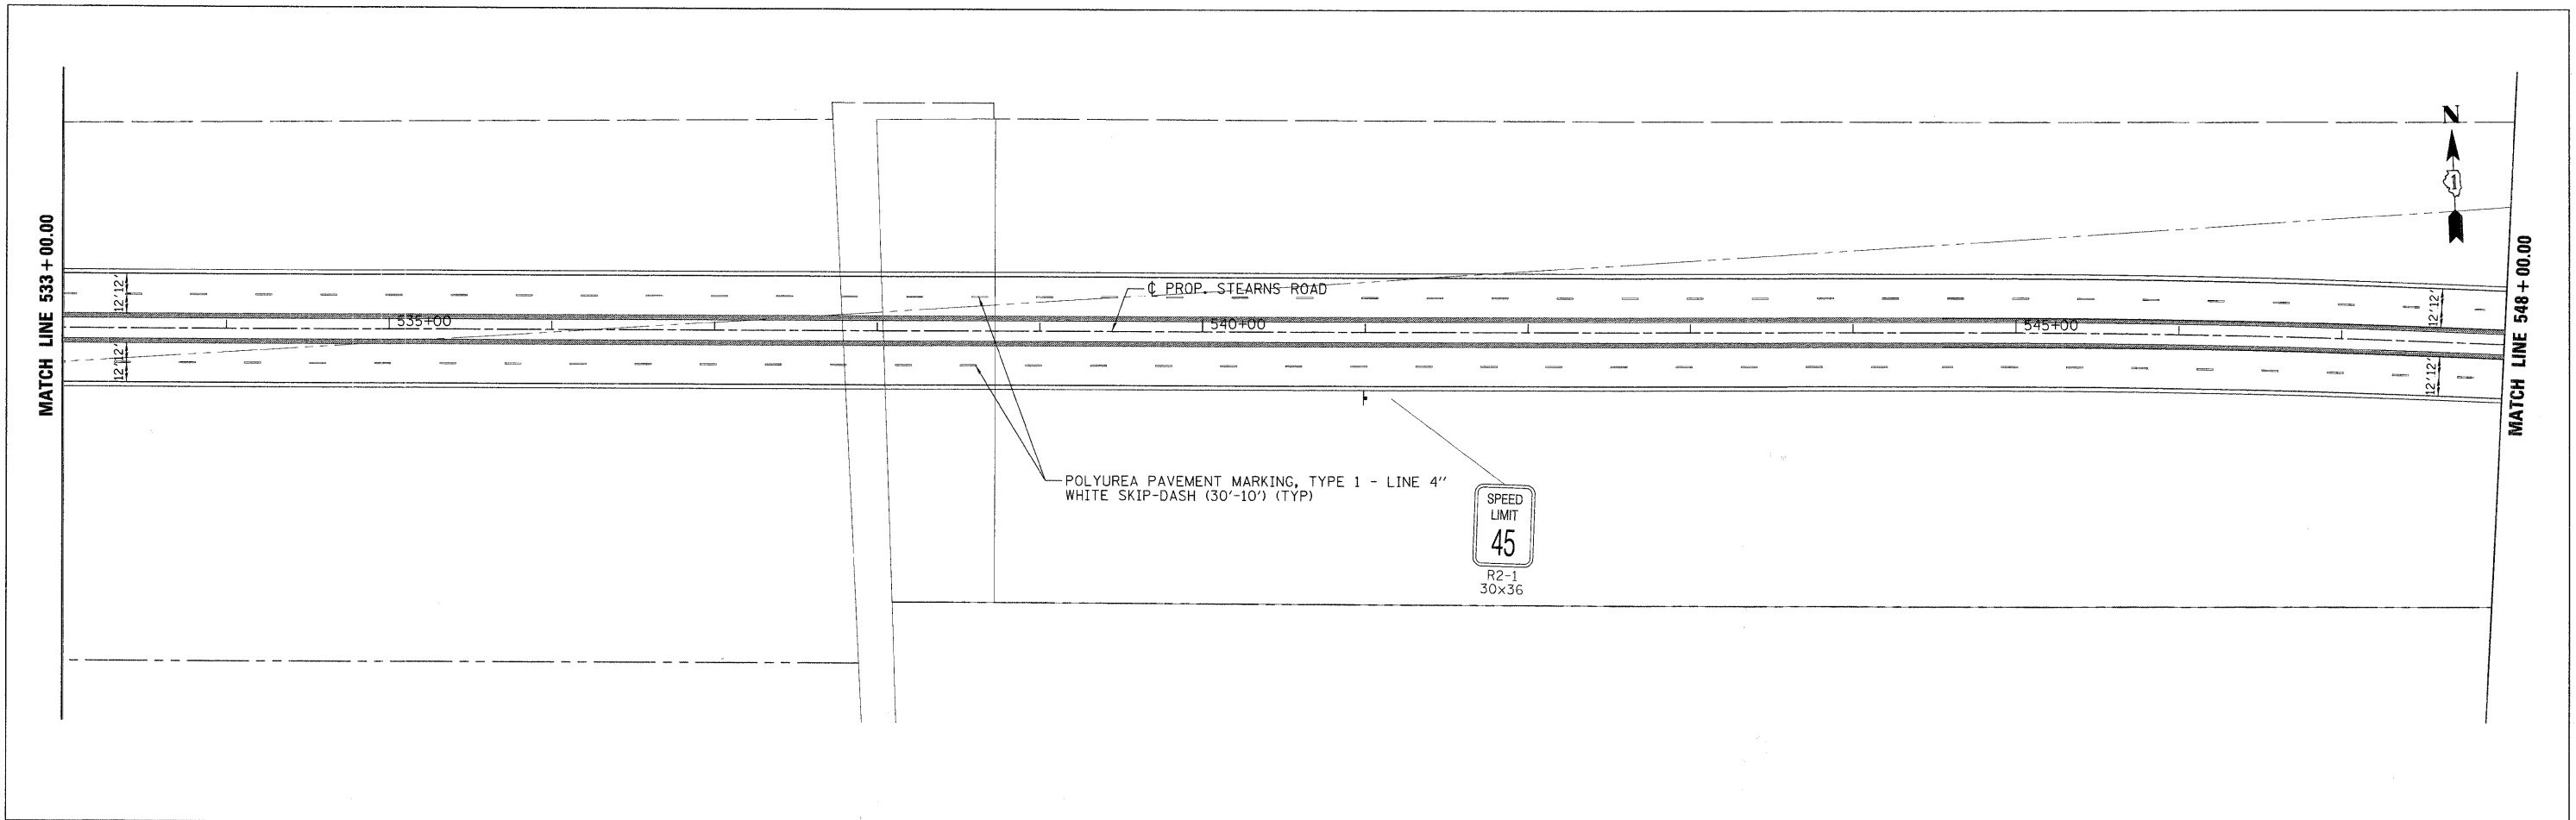 MATCH LINE 533 + 00.00
12' 12'
12' 12'
535+00
℄ PROP. STEARNS ROAD
540+00
545+00
12' 12'
12' 12'
N
1
MATCH LINE 548 + 00.00
POLYUREA PAVEMENT MARKING, TYPE 1 - LINE 4"
WHITE SKIP-DASH (30'-10') (TYP)
SPEED
LIMIT
45
R2-1
30x36